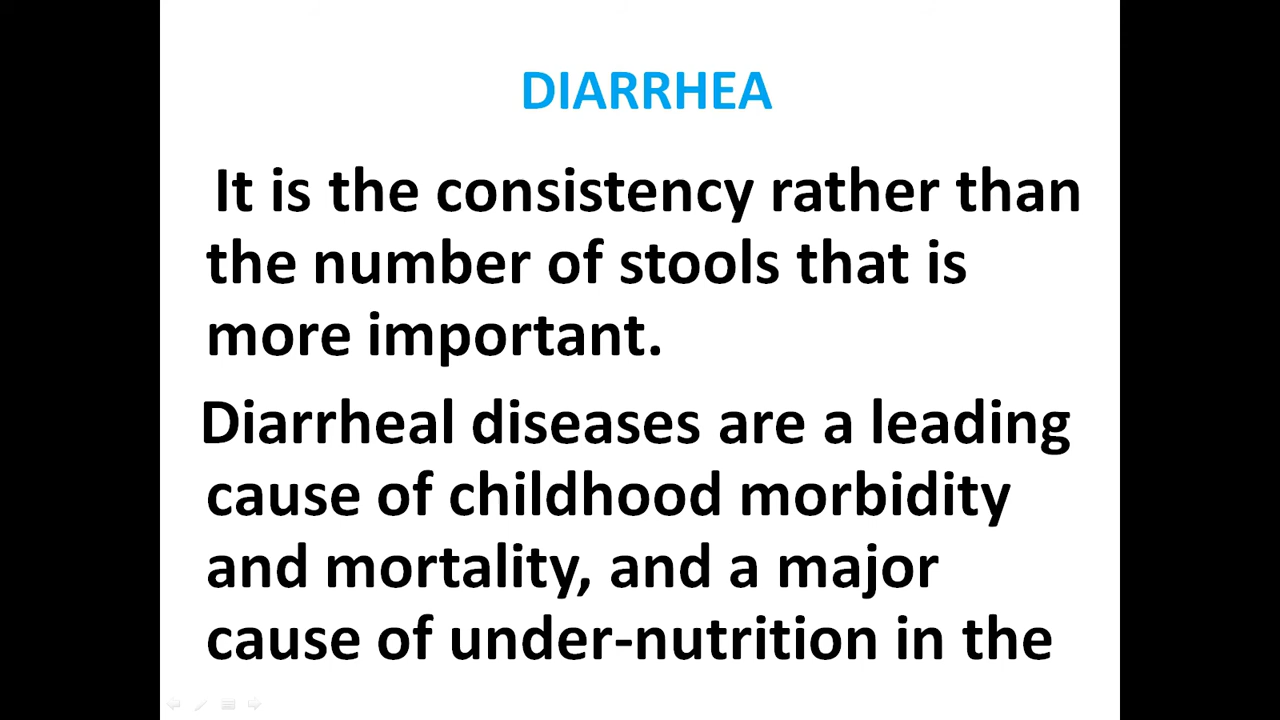 DIARRHEA
It is the consistency rather than
the number of stools that is
more important.
Diarrheal diseases are a leading
cause of childhood morbidity
and mortality, and a major
cause of under-nutrition in the